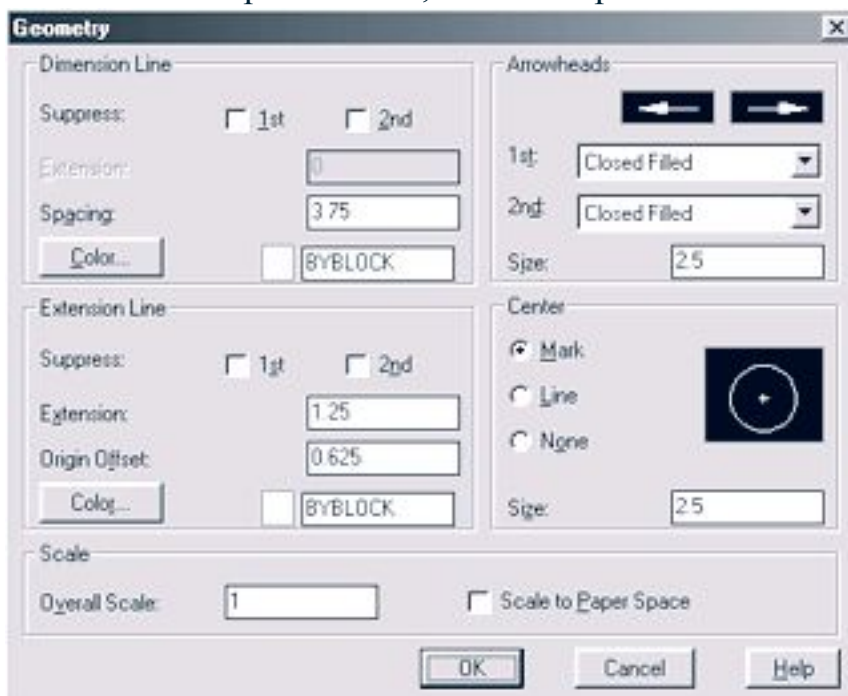 Geometry
Dimension Line
Suppress: 1st 2nd
Extension: 0
Spacing: 3.75
Color... BYBLOCK
Arrowheads
1st: Closed Filled
2nd: Closed Filled
Size: 2.5
Extension Line
Suppress: 1st 2nd
Extension: 1.25
Origin Offset: 0.625
Color... BYBLOCK
Center
Mark
Line
None
Size: 2.5
Scale
Overall Scale: 1
Scale to Paper Space
OK Cancel Help